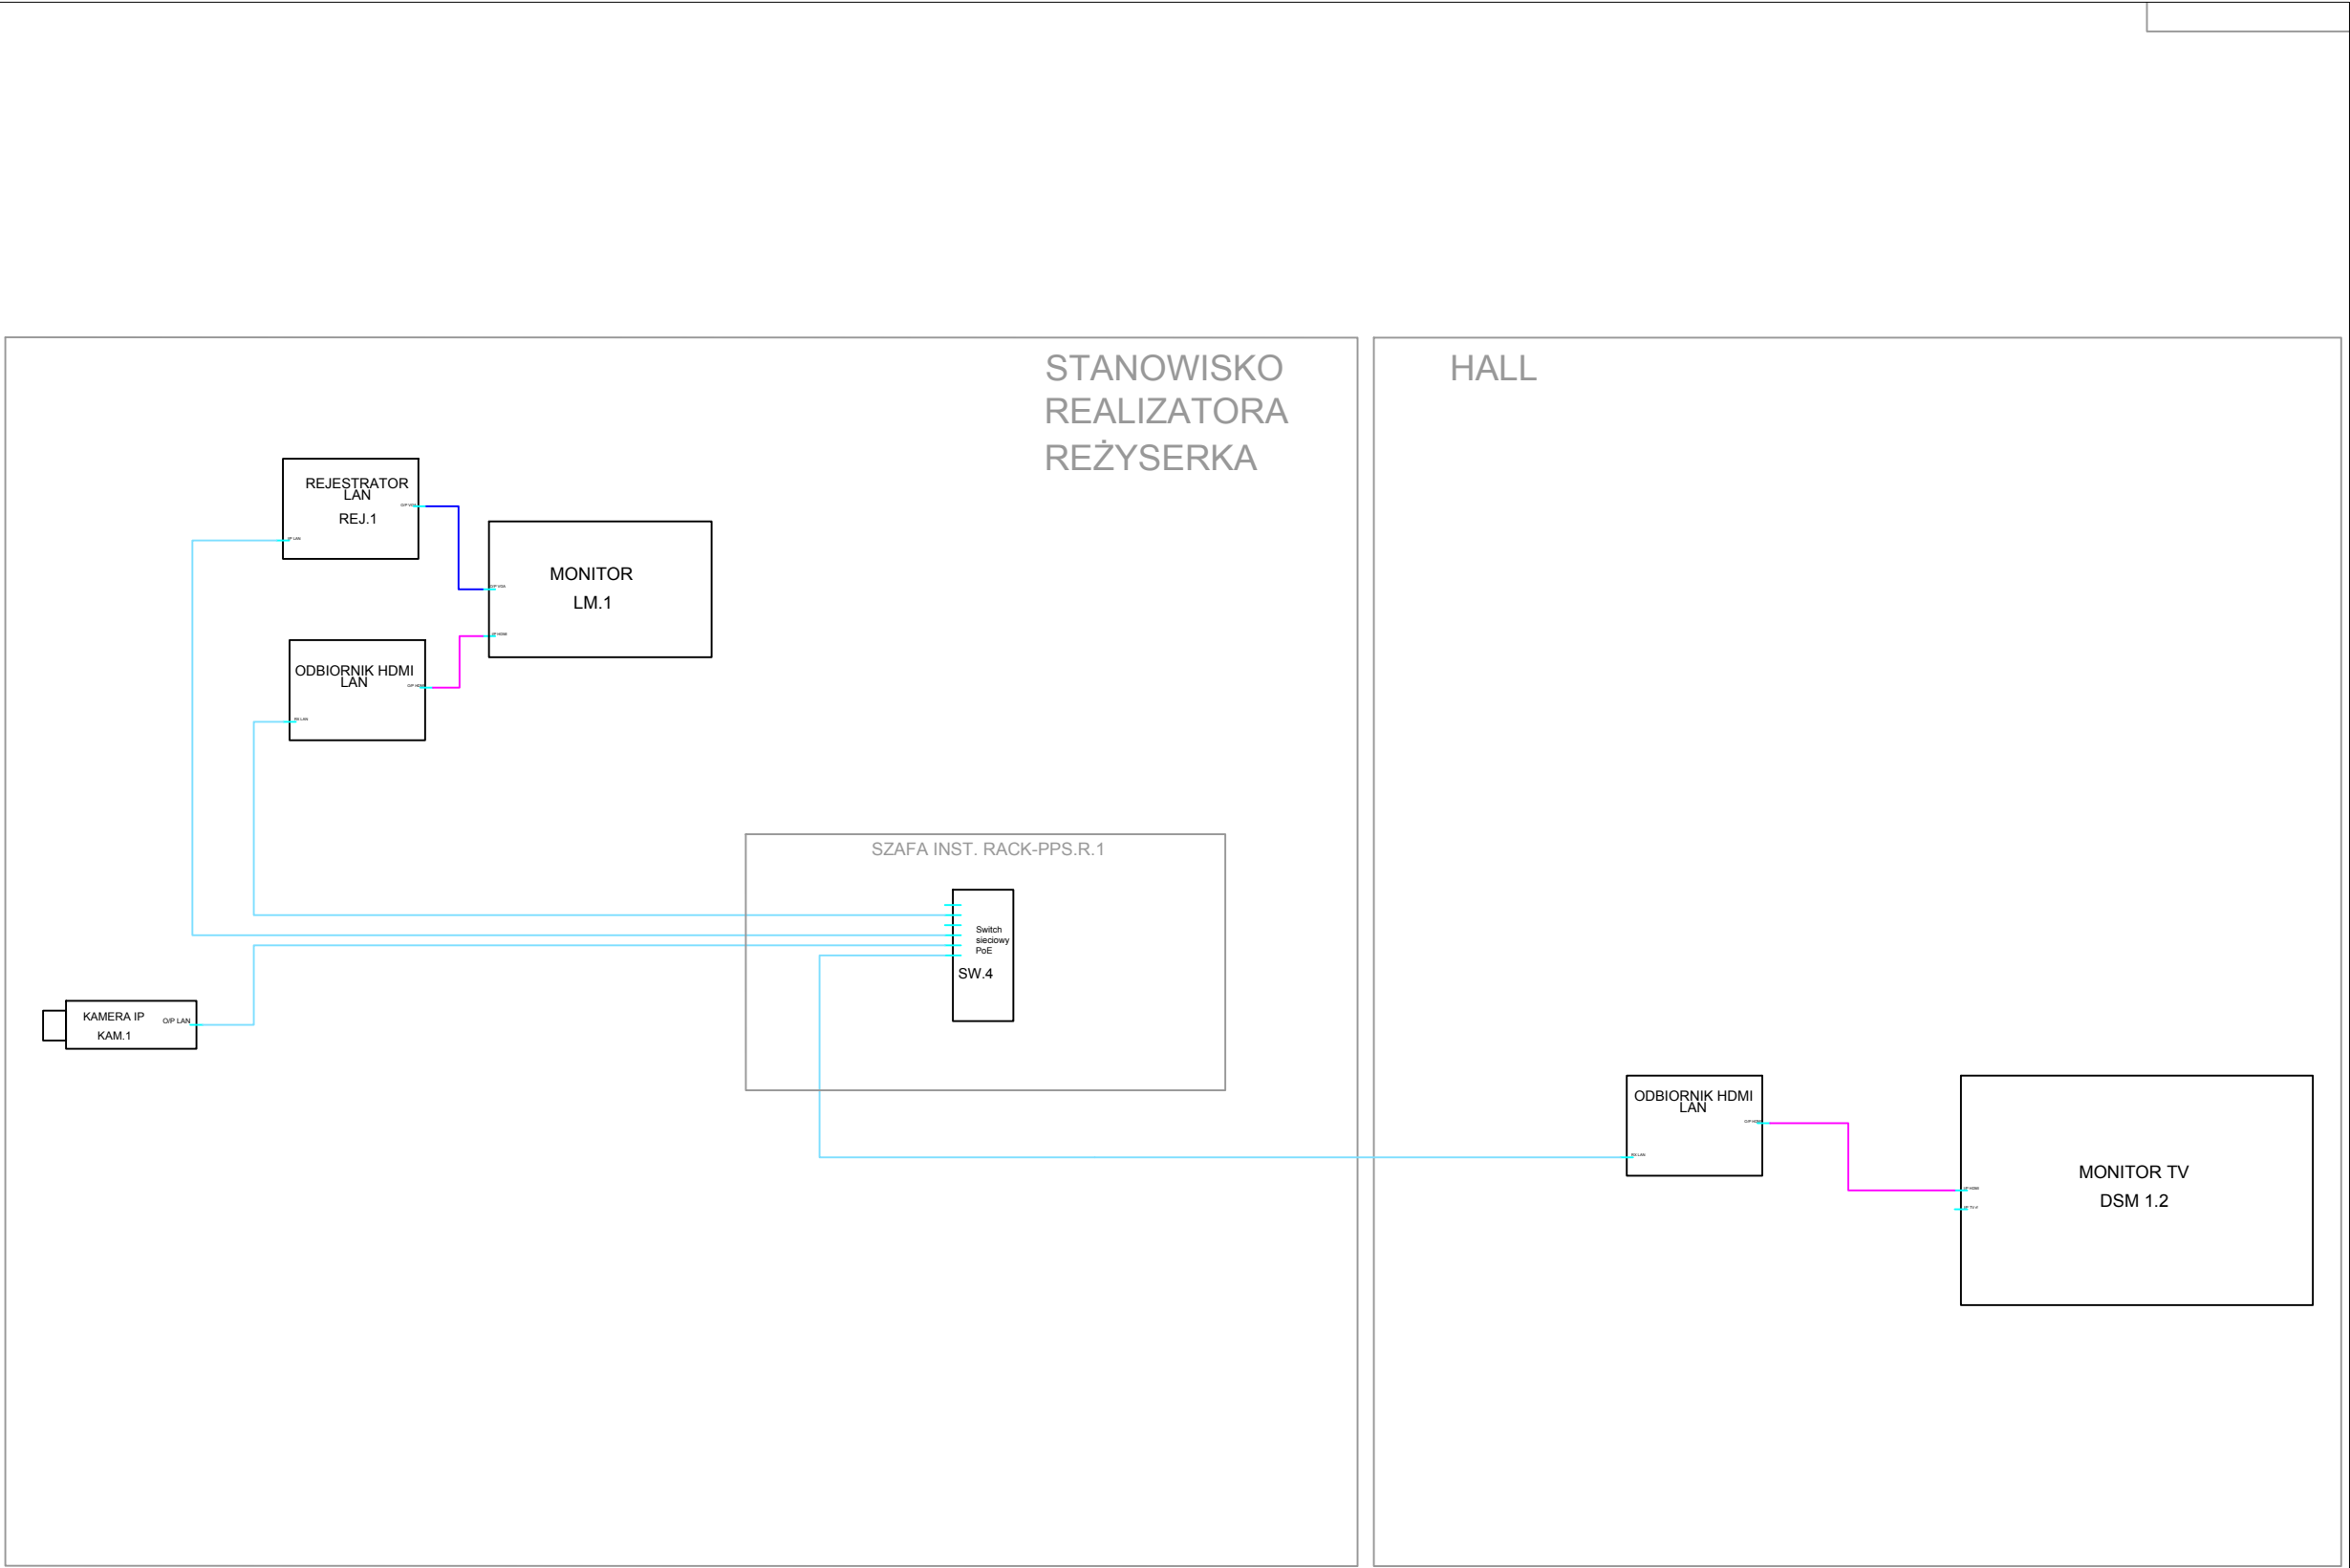 STANOWISKO
REALIZATORA
REŻYSERKA
HALL
REJESTRATOR
LAN
REJ.1
MONITOR
LM.1
ODBIORNIK HDMI
LAN
SZAFA INST. RACK-PPS.R.1
Switch
sieciowy
PoE
SW.4
KAMERA IP
KAM.1
O/P LAN
ODBIORNIK HDMI
LAN
MONITOR TV
DSM 1.2